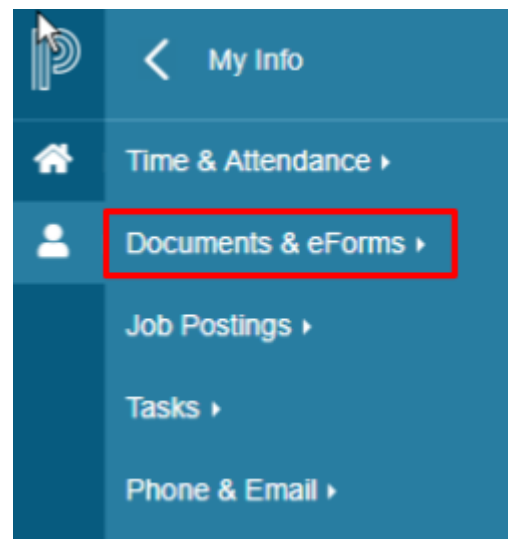 My Info
Time & Attendance
Documents & eForms
Job Postings
Tasks
Phone & Email